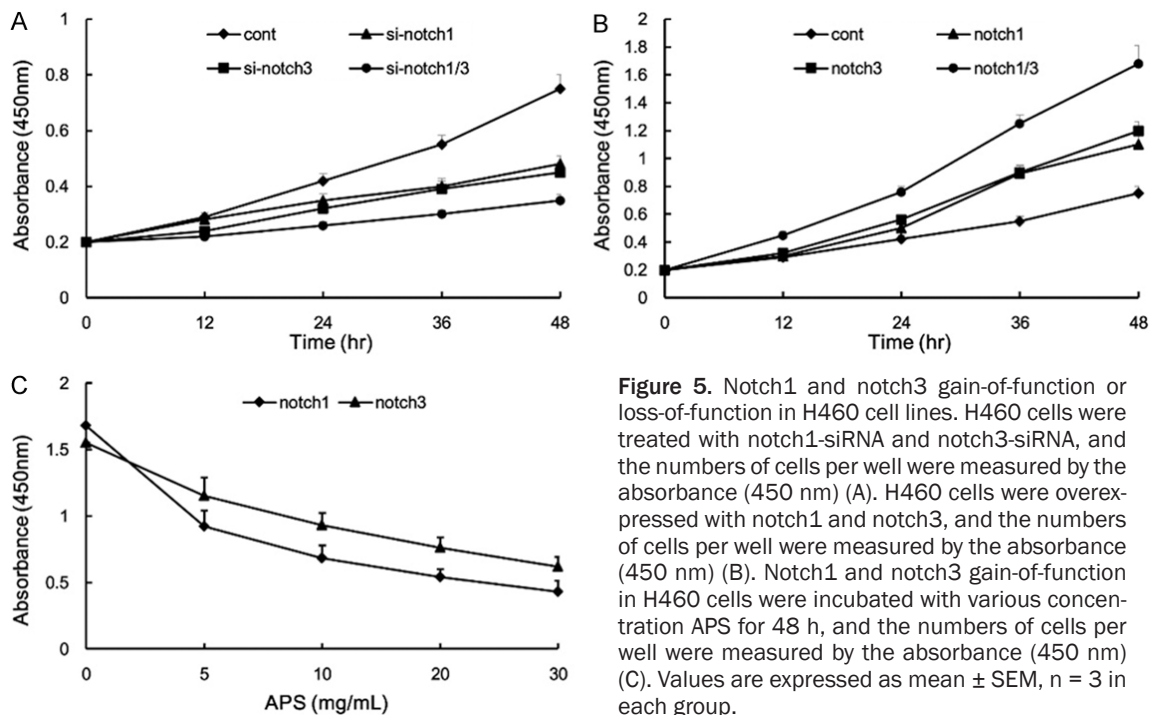 A
cont
si-notch1
si-notch3
si-notch1/3
Absorbance (450nm)
1
0.8
0.6
0.4
0.2
0
0
12
24
36
48
Time (hr)
B
cont
notch1
notch3
notch1/3
Absorbance (450nm)
2
1.8
1.6
1.4
1.2
1
0.8
0.6
0.4
0.2
0
0
12
24
36
48
Time (hr)
C
notch1
notch3
Absorbance (450nm)
2
1.5
1
0.5
0
0
5
10
20
30
APS (mg/mL)
Figure 5. Notch1 and notch3 gain-of-function or
loss-of-function in H460 cell lines. H460 cells were
treated with notch1-siRNA and notch3-siRNA, and
the numbers of cells per well were measured by the
absorbance (450 nm) (A). H460 cells were overex-
pressed with notch1 and notch3, and the numbers
of cells per well were measured by the absorbance
(450 nm) (B). Notch1 and notch3 gain-of-function
in H460 cells were incubated with various concen-
tration APS for 48 h, and the numbers of cells per
well were measured by the absorbance (450 nm)
(C). Values are expressed as mean ± SEM, n = 3 in
each group.